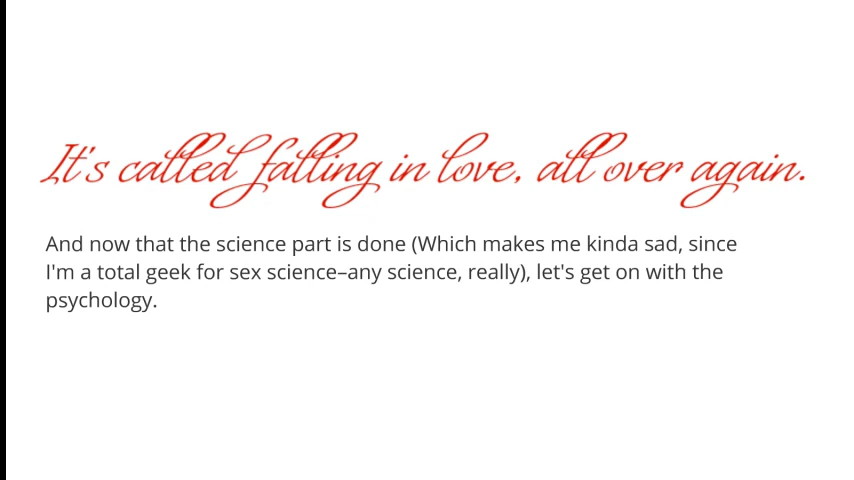 It's called falling in love, all over again.
And now that the science part is done (Which makes me kinda sad, since
I'm a total geek for sex science–any science, really), let's get on with the
psychology.